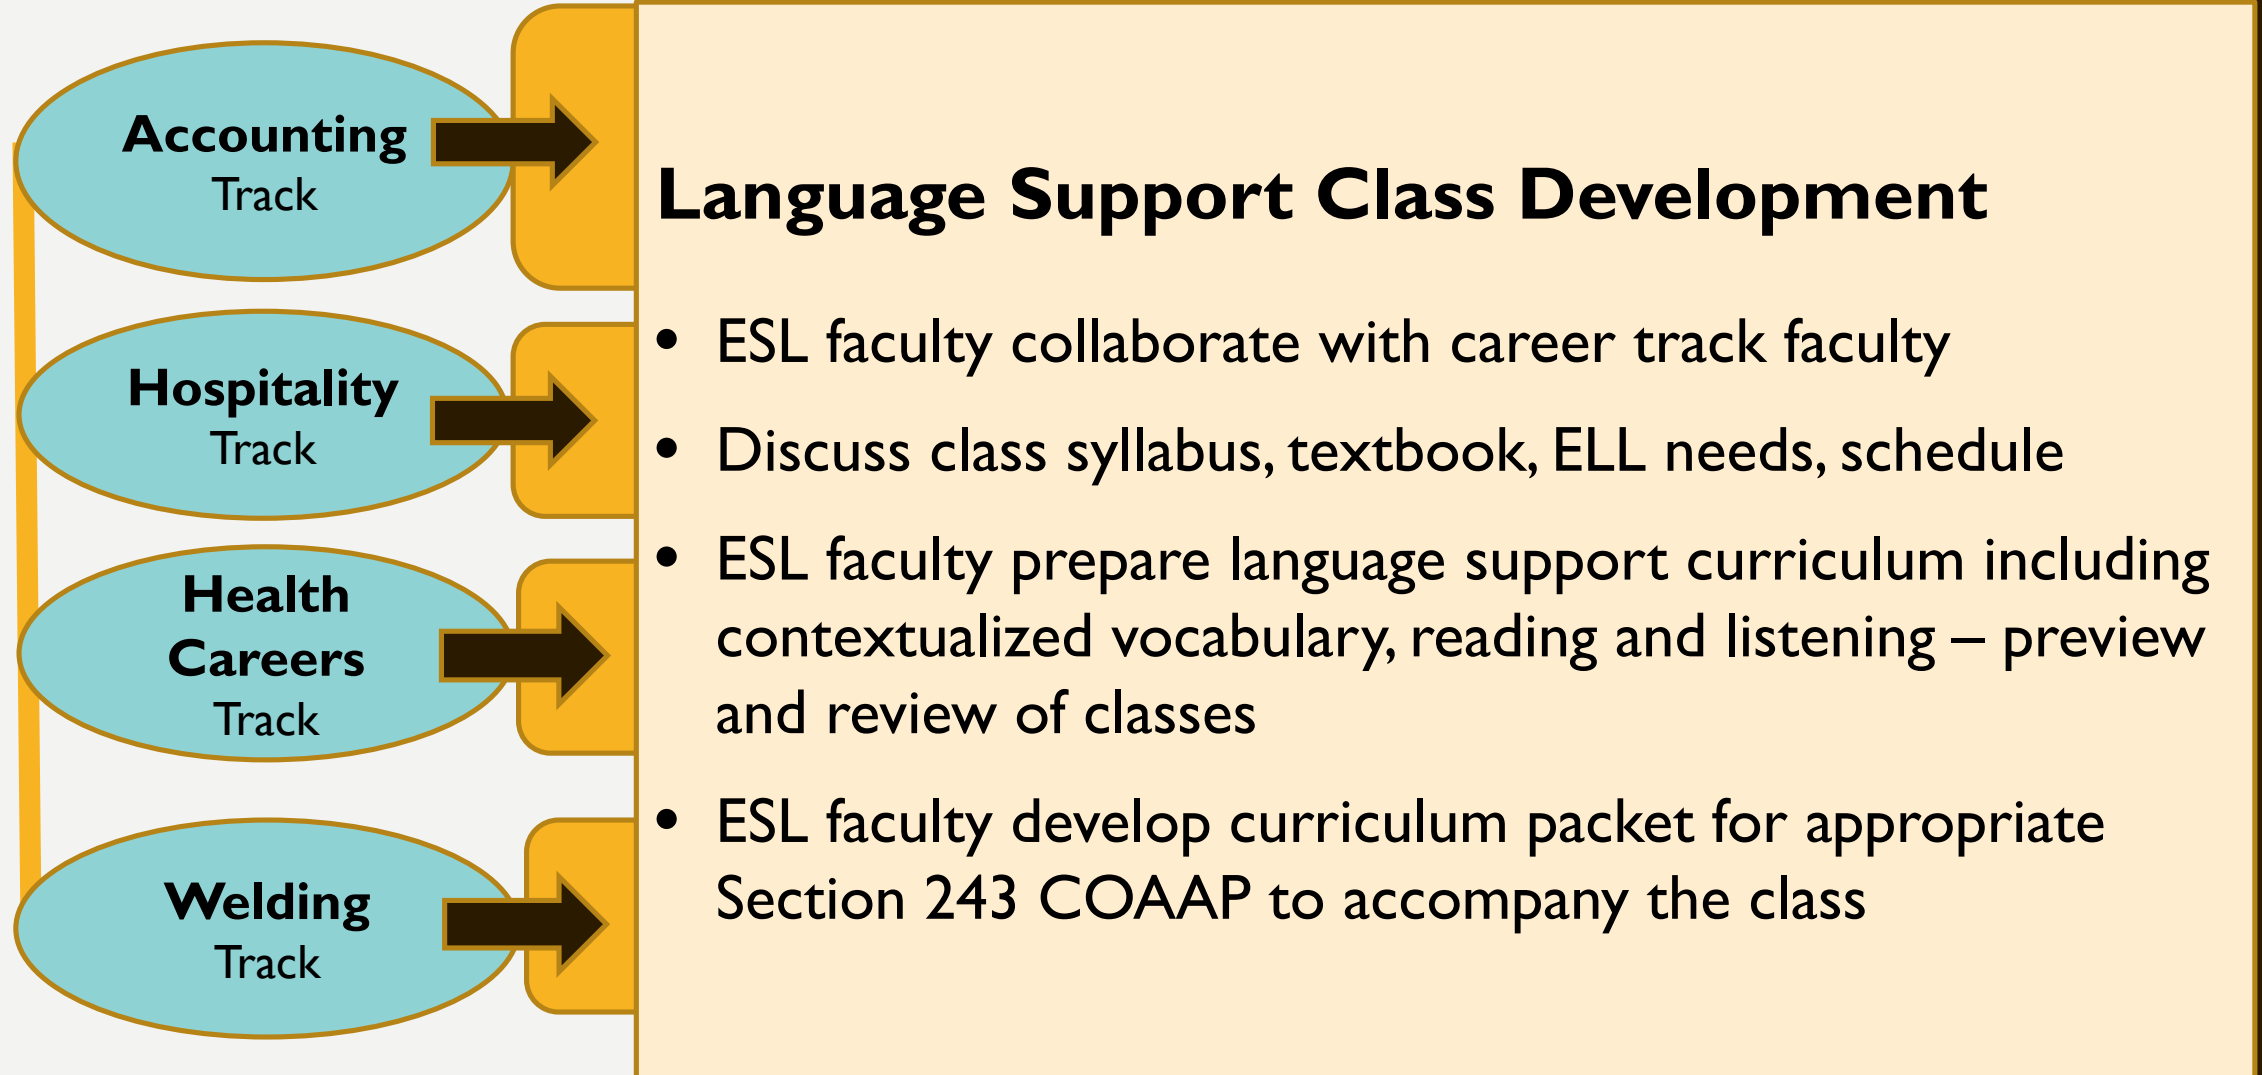 Accounting
Track
Hospitality
Track
Health
Careers
Track
Welding
Track
Language Support Class Development
• ESL faculty collaborate with career track faculty
• Discuss class syllabus, textbook, ELL needs, schedule
• ESL faculty prepare language support curriculum including
contextualized vocabulary, reading and listening – preview
and review of classes
• ESL faculty develop curriculum packet for appropriate
Section 243 COAAP to accompany the class